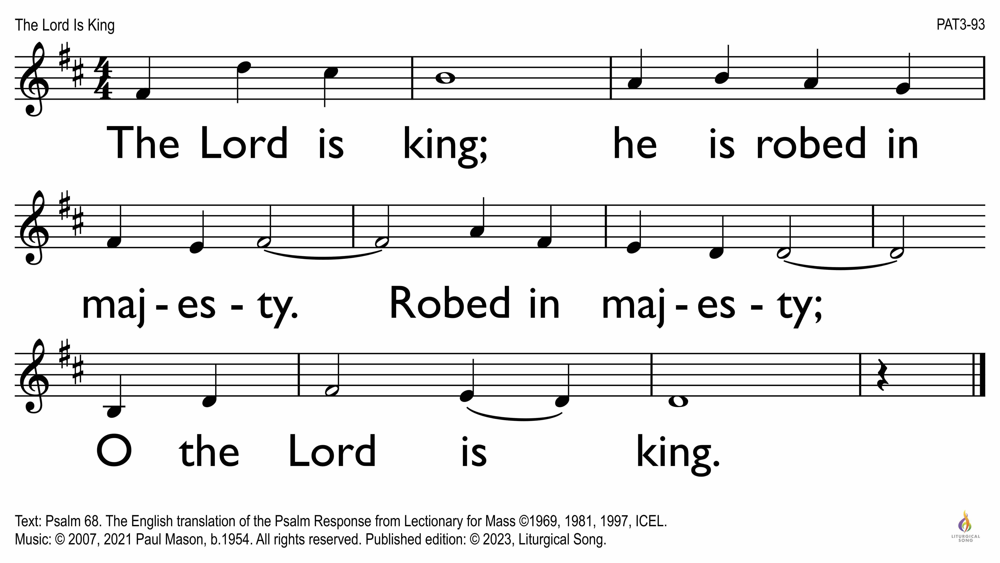 The Lord Is King
PAT3-93
4
4
The Lord is king; he is robed in
maj - es - ty. Robed in maj - es - ty;
O the Lord is king.
Text: Psalm 68. The English translation of the Psalm Response from Lectionary for Mass ©1969, 1981, 1997, ICEL.
Music: © 2007, 2021 Paul Mason, b.1954. All rights reserved. Published edition: © 2023, Liturgical Song.
LITURGICAL
SONG